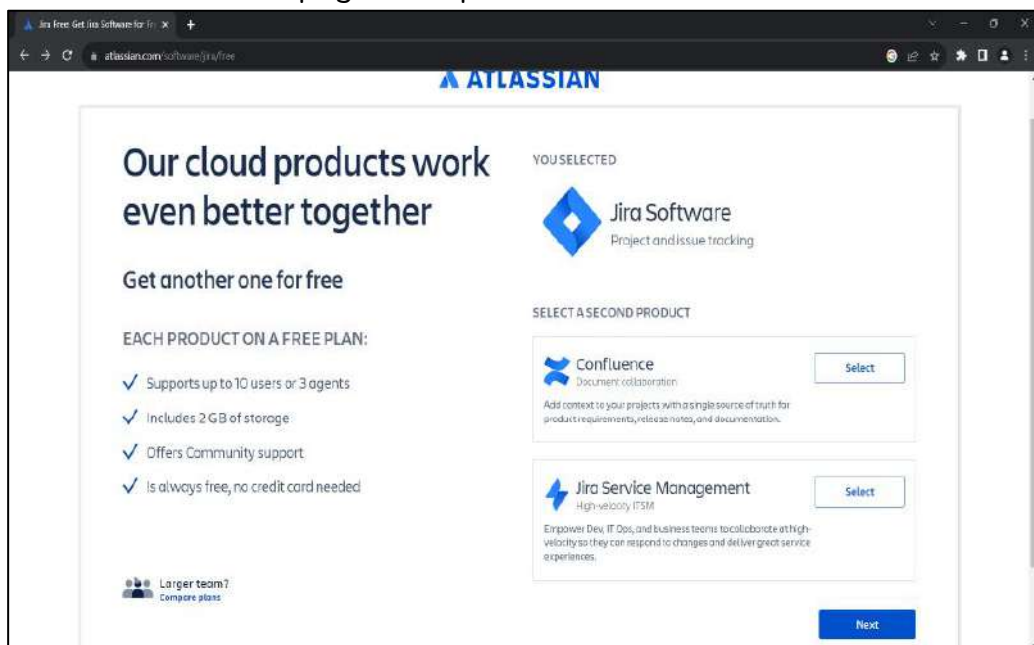 Jira Free Get Jira Software for Fr
atlassian.com/software/jira/free
ATLASSIAN
Our cloud products work
even better together
Get another one for free
EACH PRODUCT ON A FREE PLAN:
Supports up to 10 users or 3 agents
Includes 2 GB of storage
Offers Community support
Is always free, no credit card needed
Larger team?
Compare plans
YOU SELECTED
Jira Software
Project and issue tracking
SELECT A SECOND PRODUCT
Confluence
Document collaboration
Select
Add context to your projects with a single source of truth for
product requirements, release notes, and documentation.
Jira Service Management
High-velocity ITSM
Select
Empower Dev, IT Ops, and business teams to collaborate at high-
velocity so they can respond to changes and deliver great service
experiences.
Next